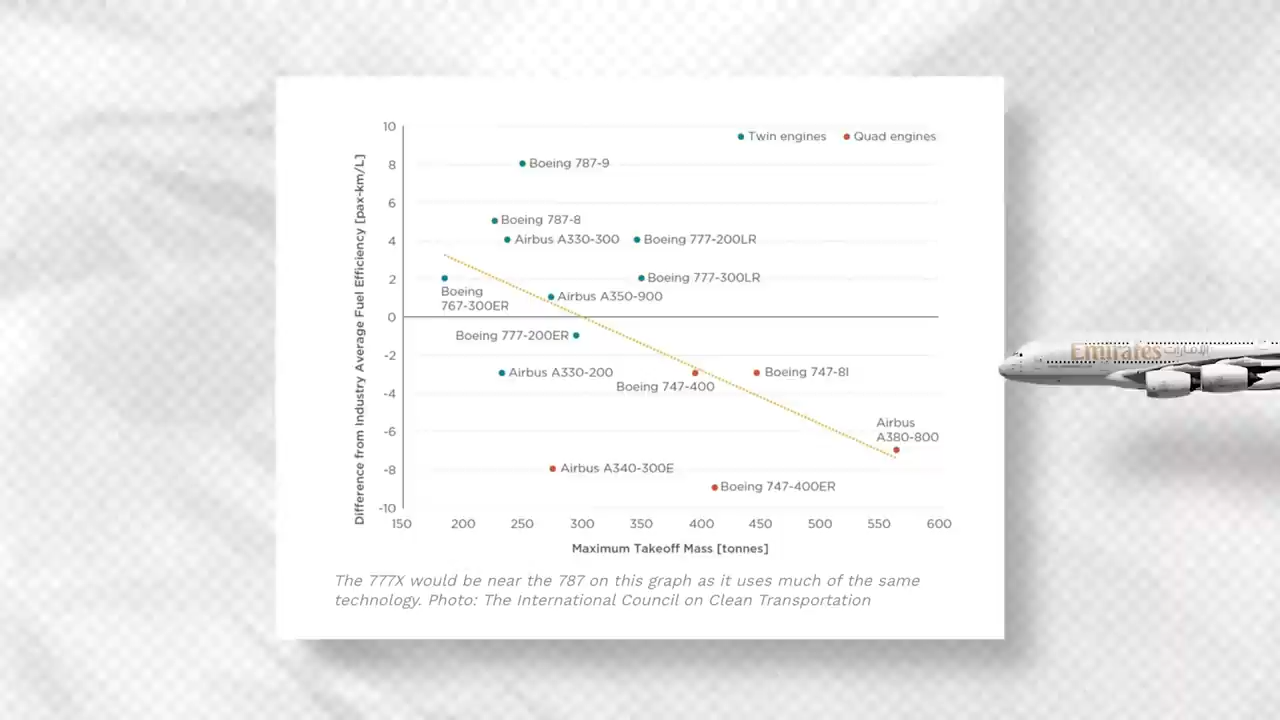 10
Twin engines
Quad engines
8
Boeing 787-9
6
Boeing 787-8
4
Airbus A330-300
Boeing 777-200LR
2
Boeing
767-300ER
Boeing 777-300LR
Airbus A350-900
0
Boeing 777-200ER
-2
Airbus A330-200
Boeing 747-400
Boeing 747-8I
-4
Airbus
A380-800
-6
-8
Airbus A340-300E
Boeing 747-400ER
-10
Difference from Industry Average Fuel Efficiency [pax-km/L]
150 200 250 300 350 400 450 500 550 600
Maximum Takeoff Mass [tonnes]
The 777X would be near the 787 on this graph as it uses much of the same
technology. Photo: The International Council on Clean Transportation
Emirates الإمارات